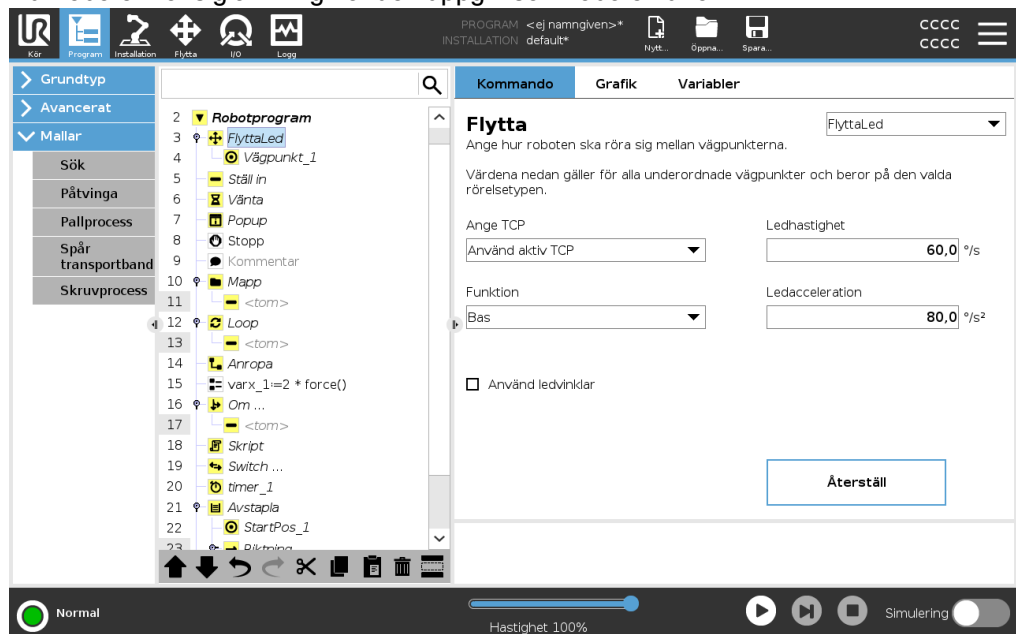 PROGRAM <ej namngiven>*
INSTALLATION default*
Kör
Program
Installation
Flytta
I/O
Logg
Nytt...
Öppna...
Spara...
CCCC
CCCC
Grundtyp
Avancerat
Mallar
Sök
Påtvinga
Pallprocess
Spår
transportband
Skruvprocess
2 Robotprogram
3 FlyttaLed
4 Vägpunkt_1
5 Ställ in
6 Vänta
7 Popup
8 Stopp
9 Kommentar
10 Mapp
11 <tom>
12 Loop
13 <tom>
14 Anropa
15 varx_1:=2 * force()
16 Om ...
17 <tom>
18 Skript
19 Switch ...
20 timer_1
21 Avstapla
22 StartPos_1
23 Riktning
Kommando
Grafik
Variabler
Flytta
FlyttaLed
Ange hur roboten ska röra sig mellan vägpunkterna.
Värdena nedan gäller för alla underordnade vägpunkter och beror på den valda
rörelsetypen.
Ange TCP
Ledhastighet
Använd aktiv TCP
60,0 °/s
Funktion
Ledacceleration
Bas
80,0 °/s²
Använd ledvinklar
Återställ
Normal
Hastighet 100%
Simulering